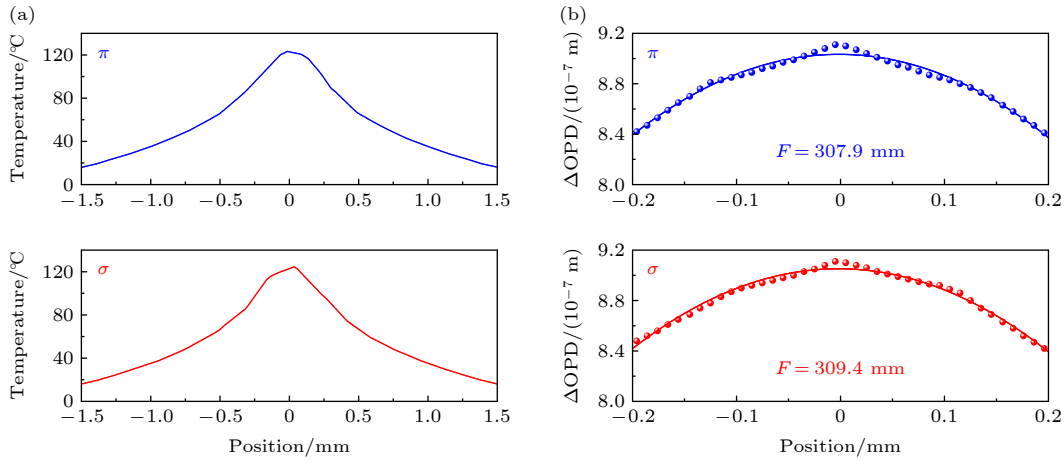 (a)
π
Temperature/℃
120
80
40
0
−1.5 −1.0 −0.5 0 0.5 1.0 1.5
(b)
π
ΔOPD/(10⁻⁷ m)
9.2
8.8
8.4
8.0
F = 307.9 mm
−0.2 −0.1 0 0.1 0.2
σ
Temperature/℃
120
80
40
0
−1.5 −1.0 −0.5 0 0.5 1.0 1.5
Position/mm
σ
ΔOPD/(10⁻⁷ m)
9.2
8.8
8.4
8.0
F = 309.4 mm
−0.2 −0.1 0 0.1 0.2
Position/mm